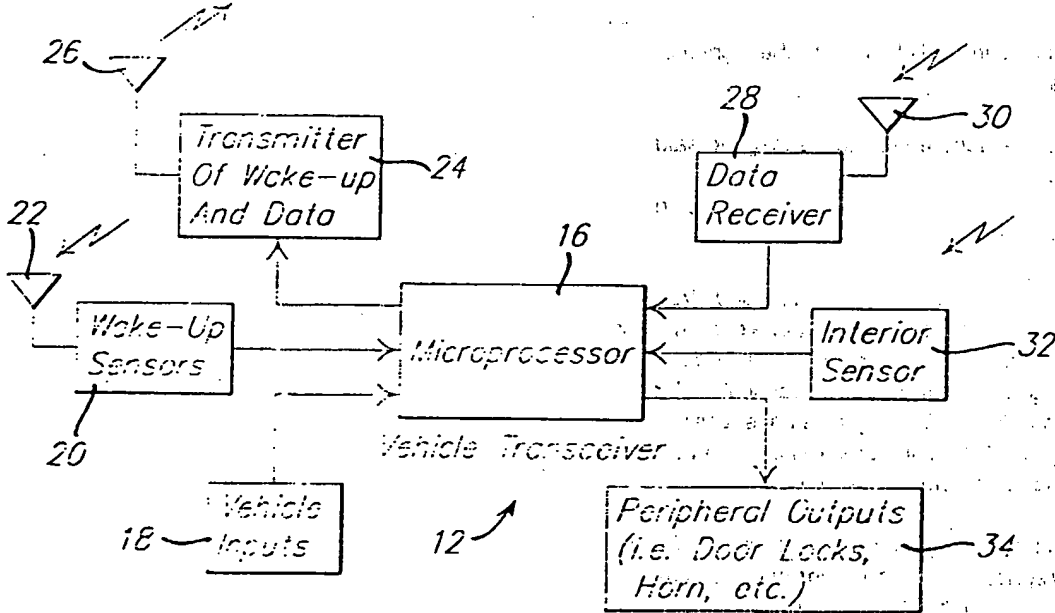 26
Transmitter
Of Wake-up
And Data
24
28
Data
Receiver
30
22
16
Wake-Up
Sensors
20
Microprocessor
Interior
Sensor
32
Vehicle Transceiver
Vehicle
Inputs
18
12
Peripheral Outputs
(i.e. Door Locks,
Horn, etc.)
34